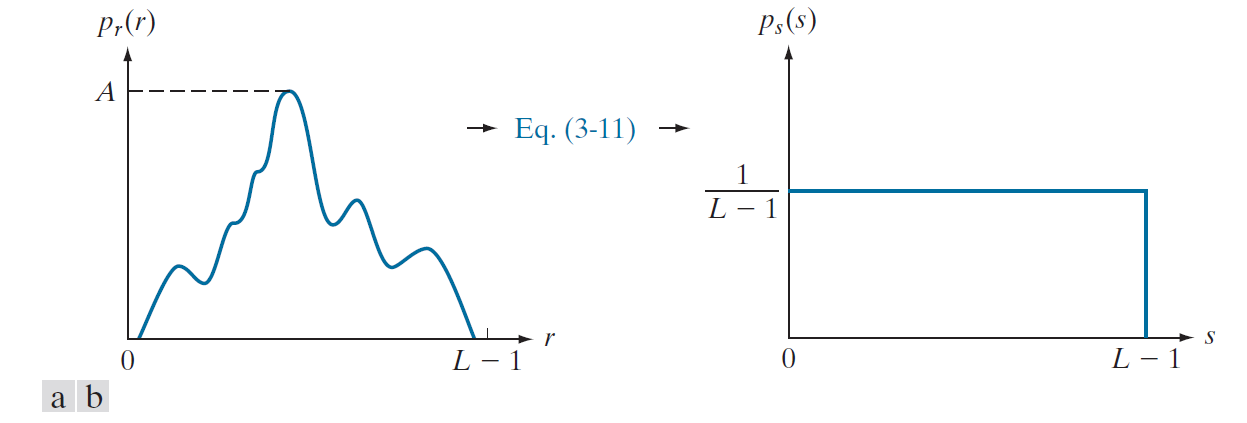 p_r(r)
A
0
L − 1
r
→ Eq. (3-11) →
p_s(s)
1
L − 1
0
L − 1
s
a b